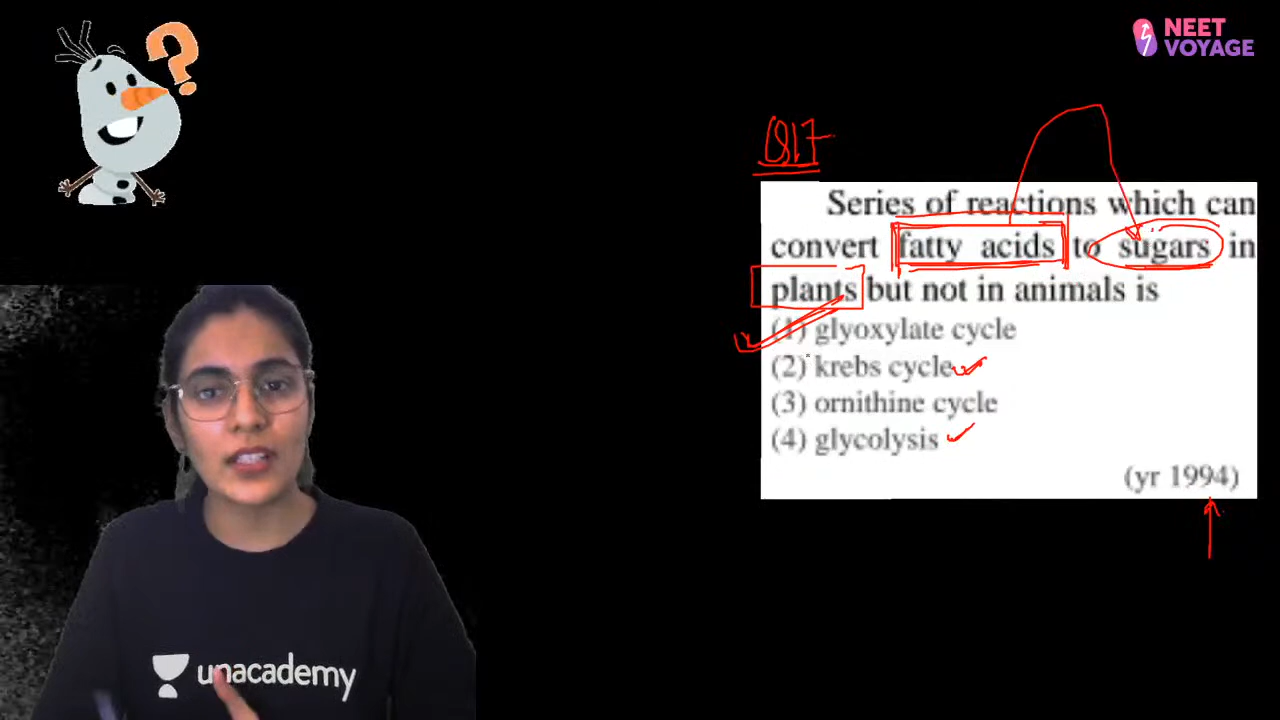 NEET
VOYAGE
Q17
Series of reactions which can
convert fatty acids to sugars in
plants but not in animals is
(1) glyoxylate cycle
(2) krebs cycle
(3) ornithine cycle
(4) glycolysis
(yr 1994)
unacademy